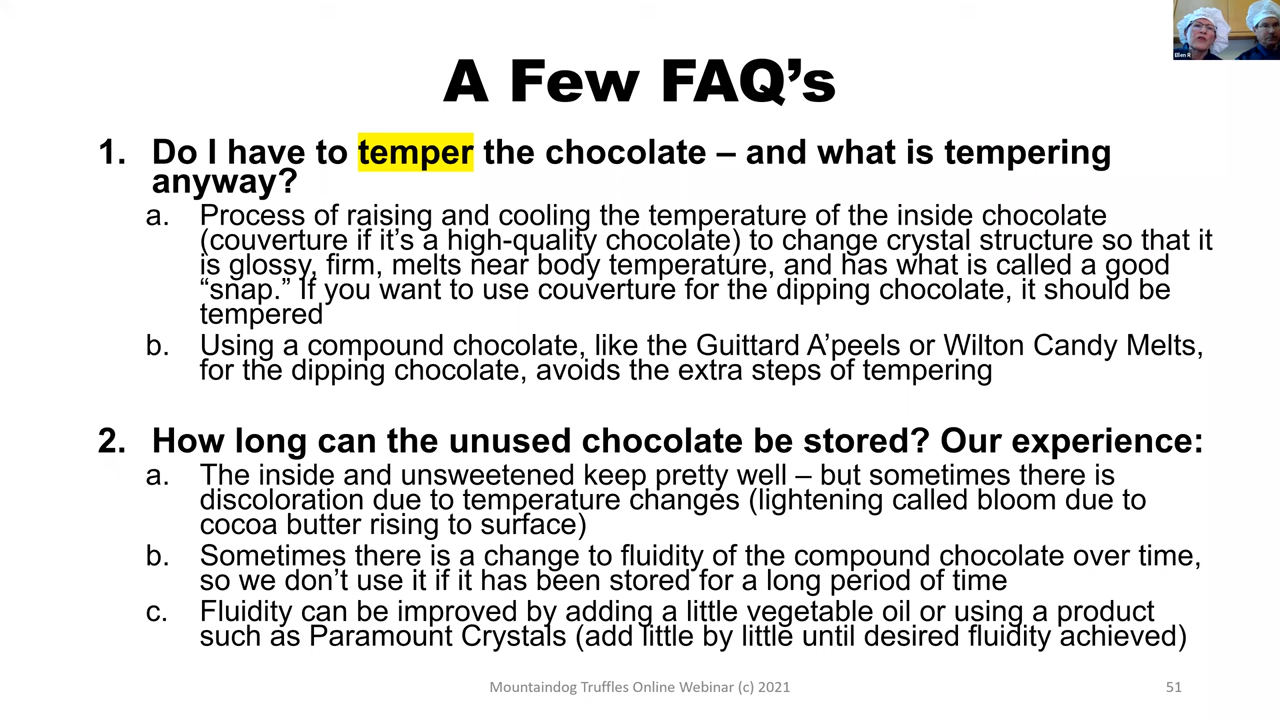 A Few FAQ’s
1. Do I have to temper the chocolate – and what is tempering
anyway?
a. Process of raising and cooling the temperature of the inside chocolate
(couverture if it’s a high-quality chocolate) to change crystal structure so that it
is glossy, firm, melts near body temperature, and has what is called a good
“snap.” If you want to use couverture for the dipping chocolate, it should be
tempered
b. Using a compound chocolate, like the Guittard A’peels or Wilton Candy Melts,
for the dipping chocolate, avoids the extra steps of tempering
2. How long can the unused chocolate be stored? Our experience:
a. The inside and unsweetened keep pretty well – but sometimes there is
discoloration due to temperature changes (lightening called bloom due to
cocoa butter rising to surface)
b. Sometimes there is a change to fluidity of the compound chocolate over time,
so we don’t use it if it has been stored for a long period of time
c. Fluidity can be improved by adding a little vegetable oil or using a product
such as Paramount Crystals (add little by little until desired fluidity achieved)
Mountaindog Truffles Online Webinar (c) 2021
51
Ellen R